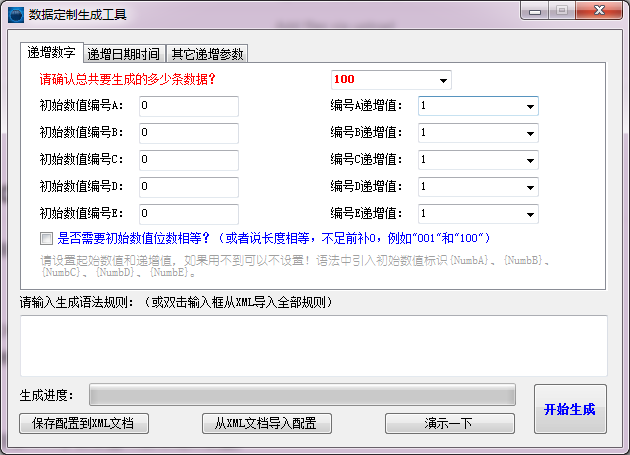 数据定制生成工具
递增数字 递增日期时间 其它递增参数
请确认总共要生成的多少条数据? 100
初始数值编号A: 0 编号A递增值: 1
初始数值编号B: 0 编号B递增值: 1
初始数值编号C: 0 编号C递增值: 1
初始数值编号D: 0 编号D递增值: 1
初始数值编号E: 0 编号E递增值: 1
是否需要初始数值位数相等?(或者说长度相等,不足前补0,例如"001"和"100")
请设置起始数值和递增值,如果用不到可以不设置!语法中引入初始数值标识{NumbA}、{NumbB}、
{NumbC}、{NumbD}、{NumbE}。
请输入生成语法规则:(或双击输入框从XML导入全部规则)
生成进度:
开始生成
保存配置到XML文档 从XML文档导入配置 演示一下